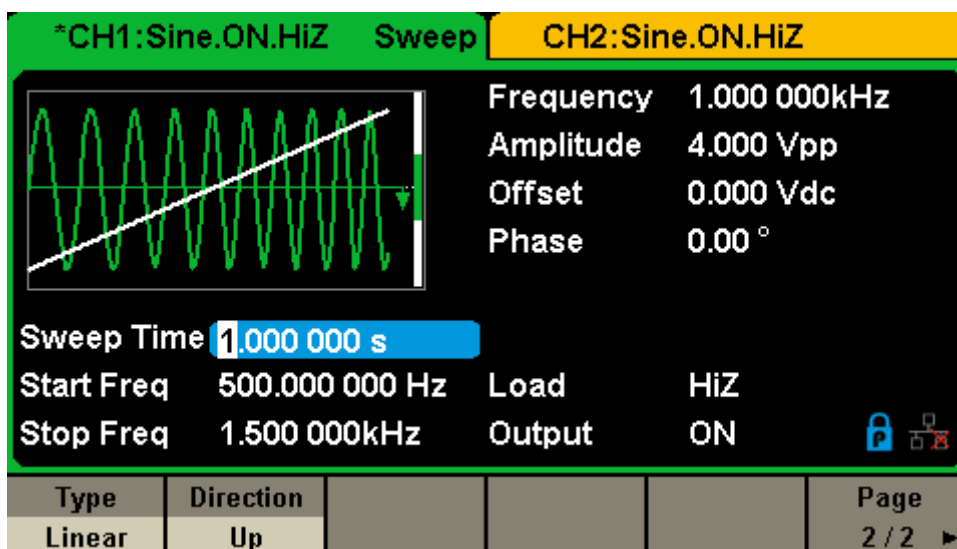 *CH1:Sine.ON.HiZ Sweep CH2:Sine.ON.HiZ
Frequency 1.000 000kHz
Amplitude 4.000 Vpp
Offset 0.000 Vdc
Phase 0.00 °
Sweep Time 1.000 000 s
Start Freq 500.000 000 Hz Load HiZ
Stop Freq 1.500 000kHz Output ON P
Type Direction Page
Linear Up 2 / 2